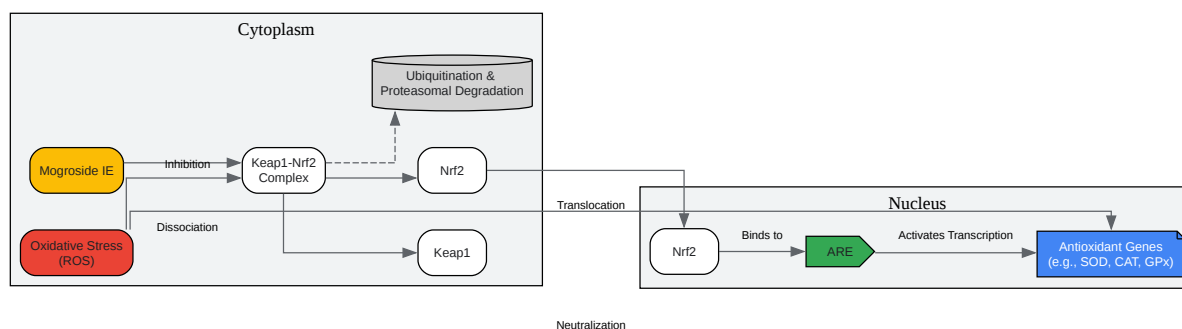 Cytoplasm
Ubiquitination &
Proteasomal Degradation
Mogroside IE
Inhibition
Keap1-Nrf2
Complex
Nrf2
Oxidative Stress
(ROS)
Dissociation
Keap1
Translocation
Nucleus
Nrf2
Binds to
ARE
Activates Transcription
Antioxidant Genes
(e.g., SOD, CAT, GPx)
Neutralization